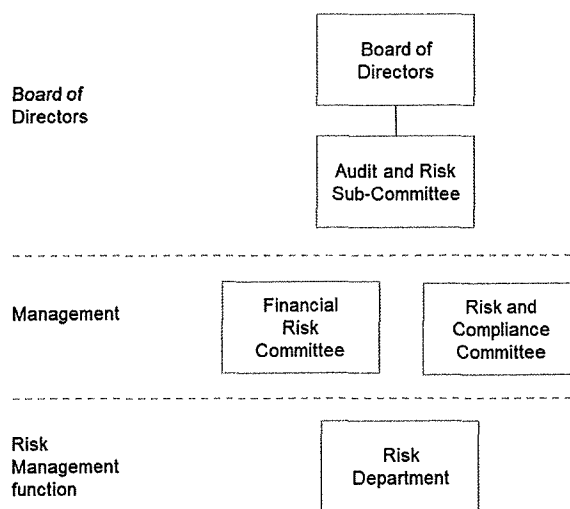 Board of
Directors
Board of
Directors
Audit and Risk
Sub-Committee
Management
Financial
Risk
Committee
Risk and
Compliance
Committee
Risk
Management
function
Risk
Department